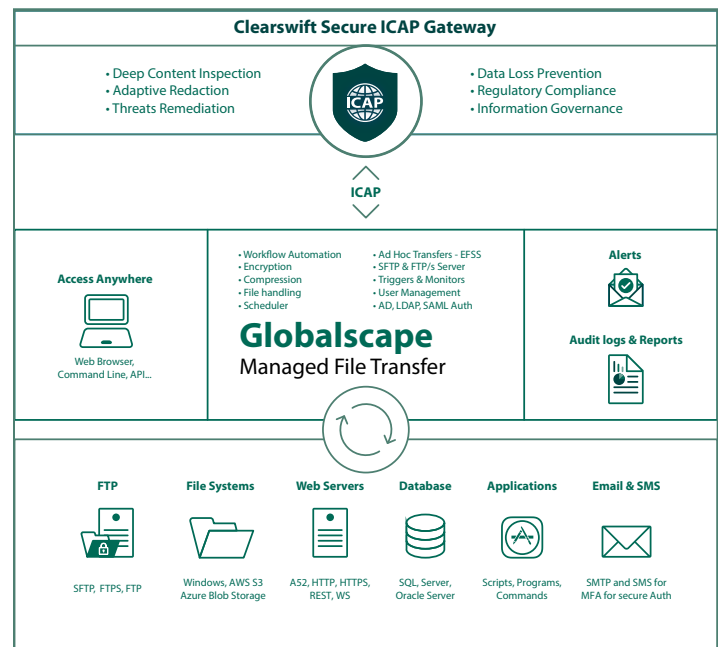 Clearswift Secure ICAP Gateway
• Deep Content Inspection
• Adaptive Redaction
• Threats Remediation
ICAP
• Data Loss Prevention
• Regulatory Compliance
• Information Governance
ICAP
Access Anywhere
Web Browser,
Command Line, API...
• Workflow Automation
• Encryption
• Compression
• File handling
• Scheduler
• Ad Hoc Transfers - EFSS
• SFTP & FTP/s Server
• Triggers & Monitors
• User Management
• AD, LDAP, SAML Auth
Globalscape
Managed File Transfer
Alerts
Audit logs & Reports
FTP
SFTP, FTPS, FTP
File Systems
Windows, AWS S3
Azure Blob Storage
Web Servers
A52, HTTP, HTTPS,
REST, WS
Database
SQL, Server,
Oracle Server
Applications
Scripts, Programs,
Commands
Email & SMS
SMTP and SMS for
MFA for secure Auth